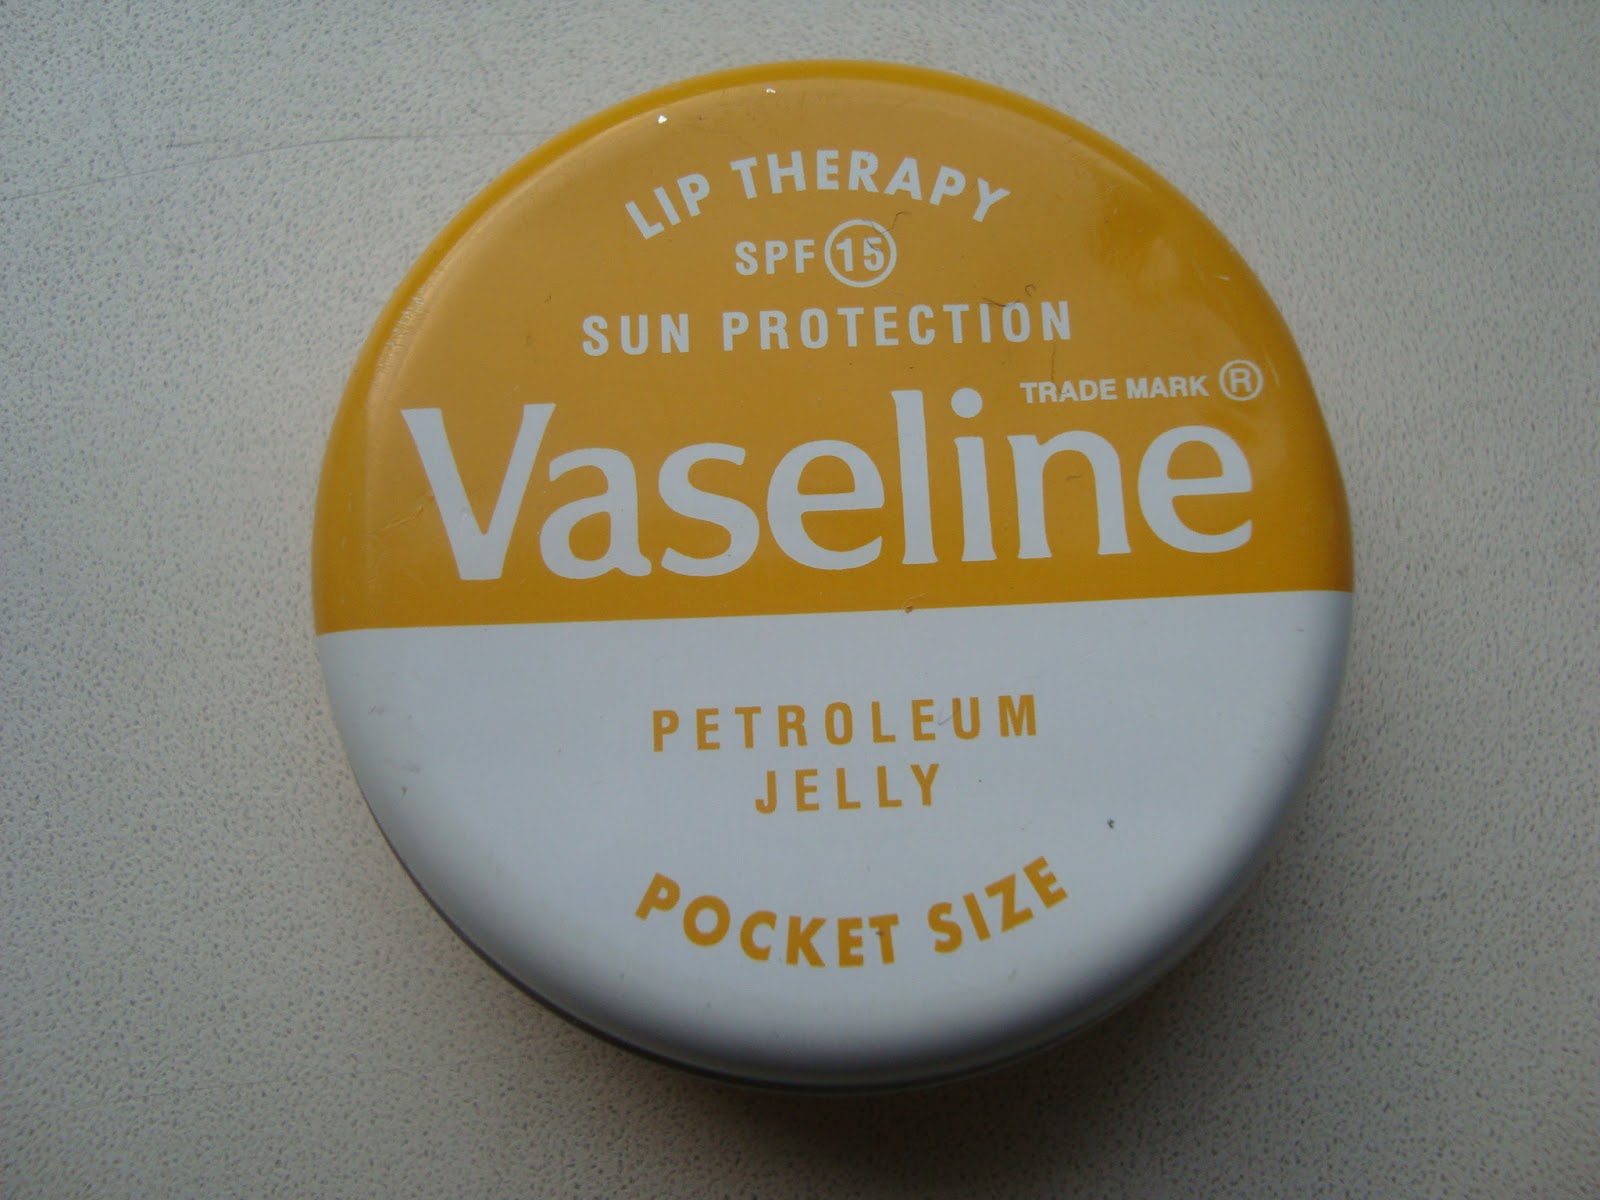 LIP THERAPY
SPF 15
SUN PROTECTION
TRADE MARK ®
Vaseline
PETROLEUM
JELLY
POCKET SIZE